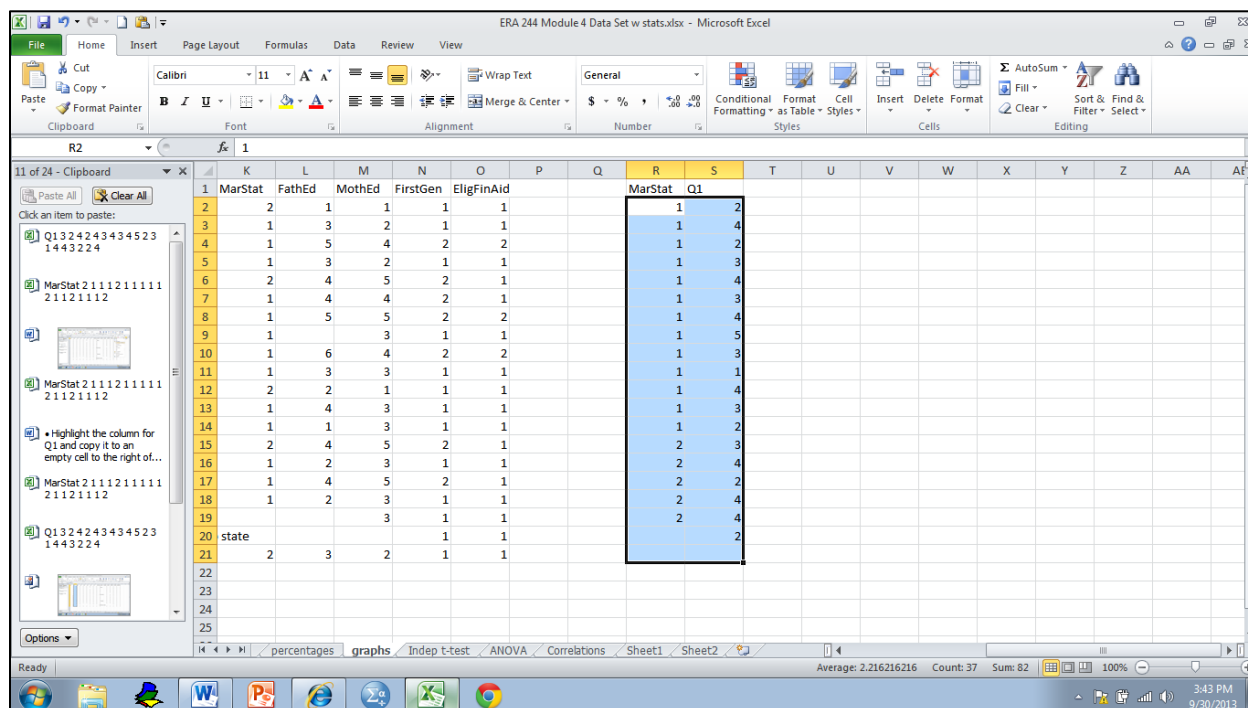 ERA 244 Module 4 Data Set w stats.xlsx - Microsoft Excel
File Home Insert Page Layout Formulas Data Review View
Paste
Cut
Copy
Format Painter
Clipboard
Calibri 11 A A
B I U A
Font
Wrap Text
Merge & Center
Alignment
General
$ % , .0 .00 .00 .0
Number
Conditional Formatting
Format as Table
Cell Styles
Styles
Insert Delete Format
Cells
Σ AutoSum
Fill
Clear
Sort & Filter
Find & Select
Editing
R2 fx 1
11 of 24 - Clipboard
Paste All Clear All
Click an item to paste:
Q1 3 2 4 2 4 3 4 3 4 5 2 3
1 4 4 3 2 2 4
MarStat 2 1 1 1 2 1 1 1 1 1
2 1 1 2 1 1 1 2
MarStat 2 1 1 1 2 1 1 1 1 1
2 1 1 2 1 1 1 2
• Highlight the column for
Q1 and copy it to an
empty cell to the right of...
MarStat 2 1 1 1 2 1 1 1 1 1
2 1 1 2 1 1 1 2
Q1 3 2 4 2 4 3 4 3 4 5 2 3
1 4 4 3 2 2 4
Options
K L M N O P Q R S T U V W X Y Z AA AE
1 MarStat FathEd MothEd FirstGen EligFinAid MarStat Q1
2 2 1 1 1 1 1 2
3 1 3 2 1 1 1 4
4 1 5 4 2 2 1 2
5 1 3 2 1 1 1 3
6 2 4 5 2 1 1 4
7 1 4 4 2 1 1 3
8 1 5 5 2 2 1 4
9 1 3 1 1 1 5
10 1 6 4 2 2 1 3
11 1 3 3 1 1 1 1
12 2 2 1 1 1 1 4
13 1 4 3 1 1 1 3
14 1 1 3 1 1 1 2
15 2 4 5 2 1 2 3
16 1 2 3 1 1 2 4
17 1 4 5 2 1 2 2
18 1 2 3 1 1 2 4
19 3 1 1 2 4
20 state 1 1 2
21 2 3 2 1 1
22
23
24
25
percentages graphs Indep t-test ANOVA Correlations Sheet1 Sheet2
Ready Average: 2.216216216 Count: 37 Sum: 82 100%
3:43 PM
9/30/2013